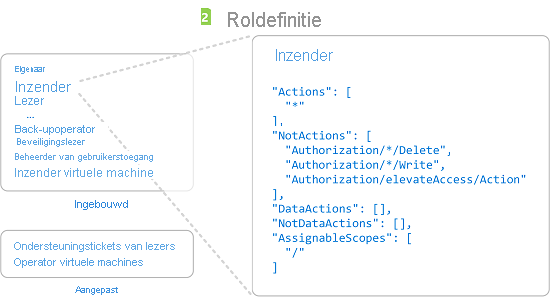 2 Roldefinitie
Eigenaar
Inzender
Lezer
...
Back-upoperator
Beveiligingslezer
Beheerder van gebruikerstoegang
Inzender virtuele machine
Ingebouwd
Ondersteuningstickets van lezers
Operator virtuele machines
Aangepast
Inzender
"Actions": [
"*"
],
"NotActions": [
"Authorization/*/Delete",
"Authorization/*/Write",
"Authorization/elevateAccess/Action"
],
"DataActions": [],
"NotDataActions": [],
"AssignableScopes": [
"/"
]